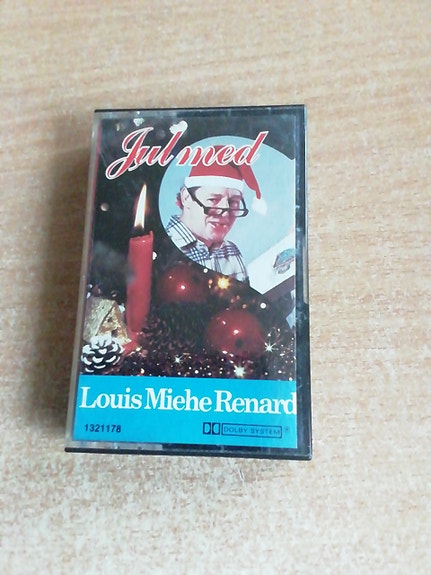 Jul med
Louis Miehe Renard
1321178
DOLBY SYSTEM